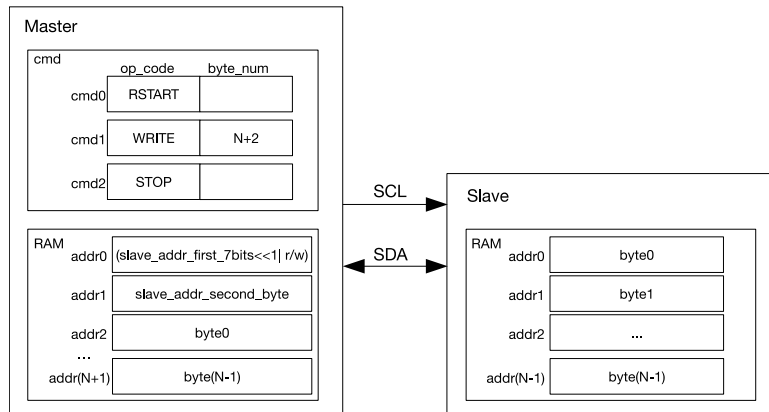 Master
cmd
op_code byte_num
cmd0 RSTART
cmd1 WRITE N+2
cmd2 STOP
SCL
SDA
RAM
addr0 (slave_addr_first_7bits<<1| r/w)
addr1 slave_addr_second_byte
addr2 byte0
...
addr(N+1) byte(N-1)
Slave
RAM
addr0 byte0
addr1 byte1
addr2 ...
addr(N-1) byte(N-1)